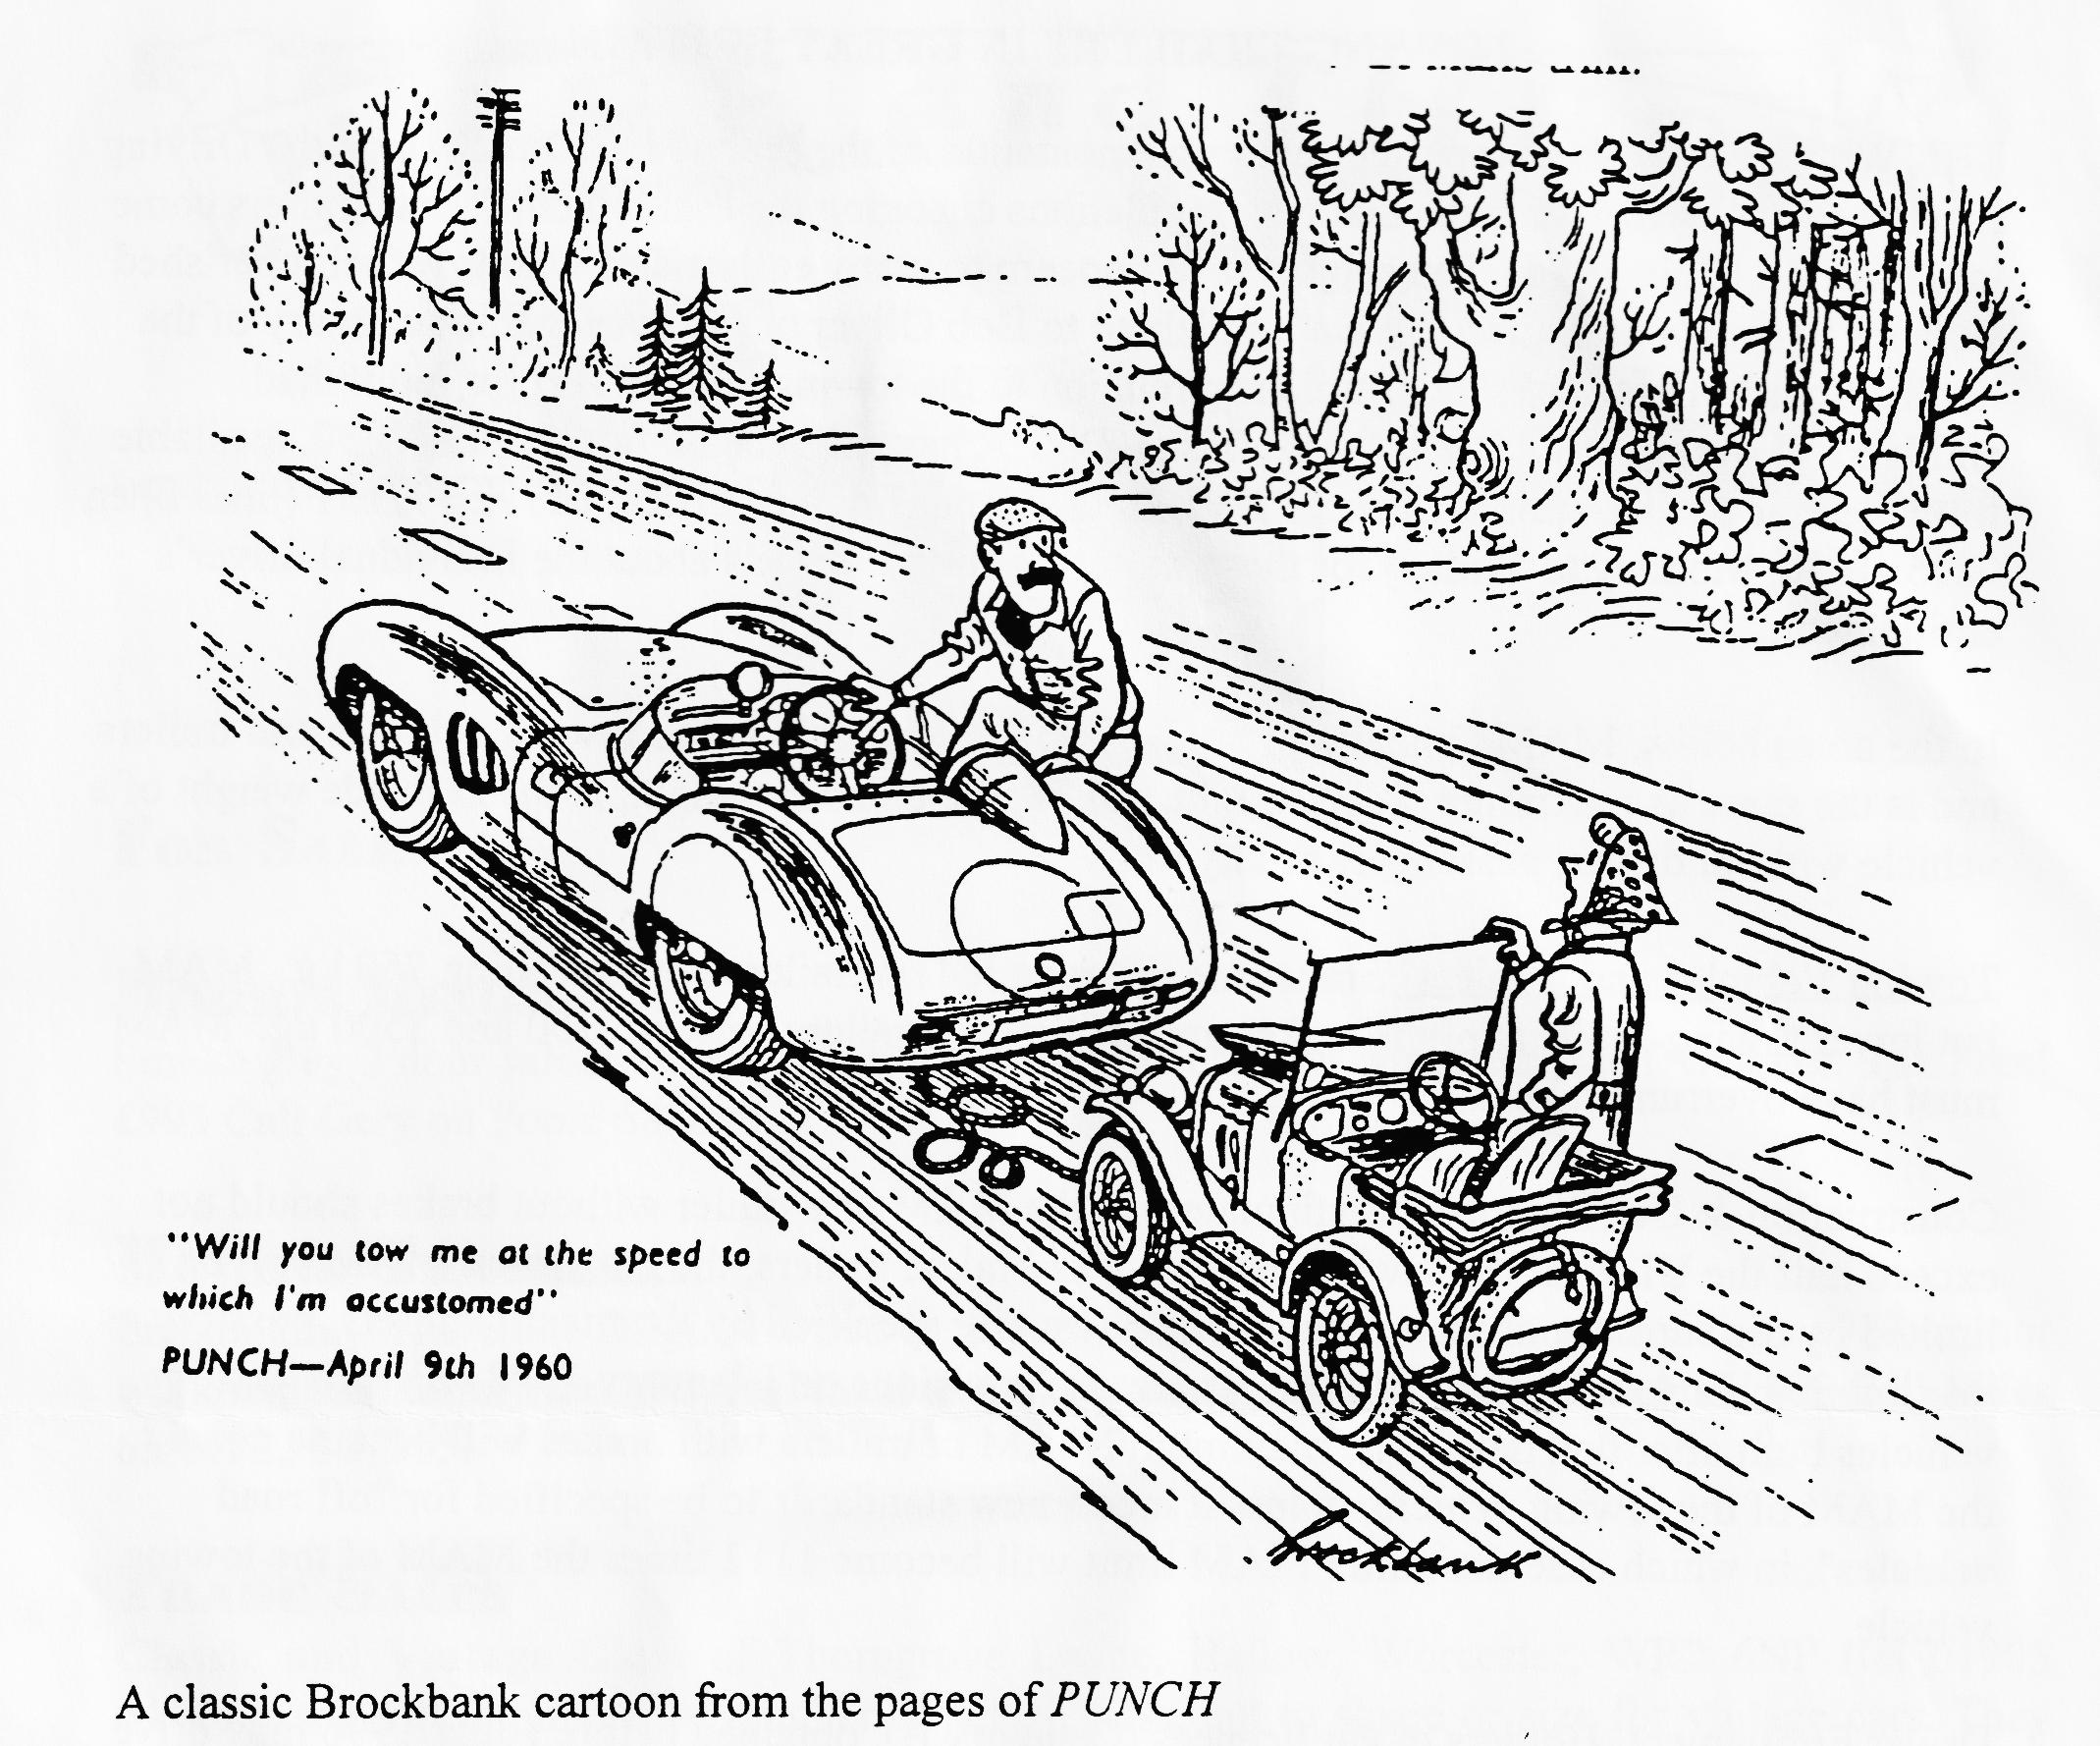 "Will you tow me at the speed to
which I'm accustomed"
PUNCH—April 9th 1960
Brockbank
A classic Brockbank cartoon from the pages of PUNCH